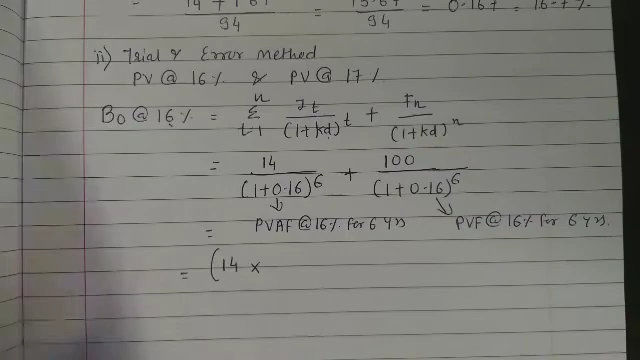 = 14 + 1.67 / 94 = 15.67 / 94 = 0.167 = 16.7%
ii) Trial & Error method
PV @ 16% & PV @ 17%
B0 @ 16% = n Σ t=1 It / (1+kd)^t + Fn / (1+kd)^n
= 14 / (1+0.16)^6 + 100 / (1+0.16)^6
= PVAF @ 16% for 6 yrs PVF @ 16% for 6 yrs.
= (14 ×